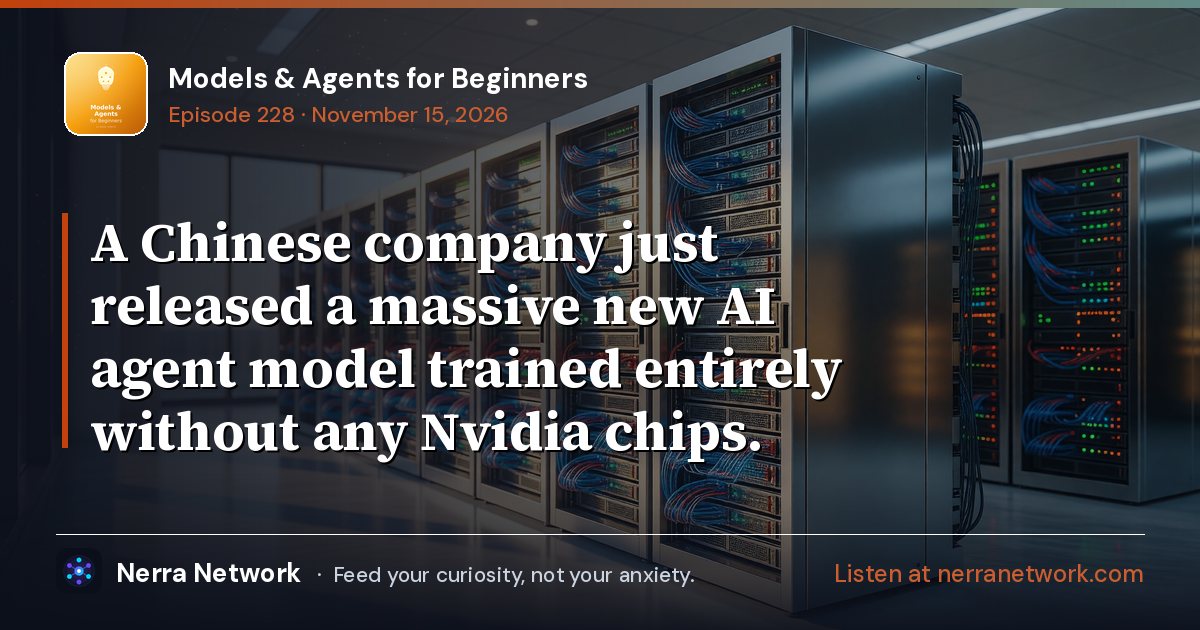 Models & Agents for Beginners
Episode 228 · November 15, 2026
Models &
Agents
for Beginners
A Chinese company just
released a massive new AI
agent model trained entirely
without any Nvidia chips.
Nerra Network · Feed your curiosity, not your anxiety.
Listen at nerranetwork.com